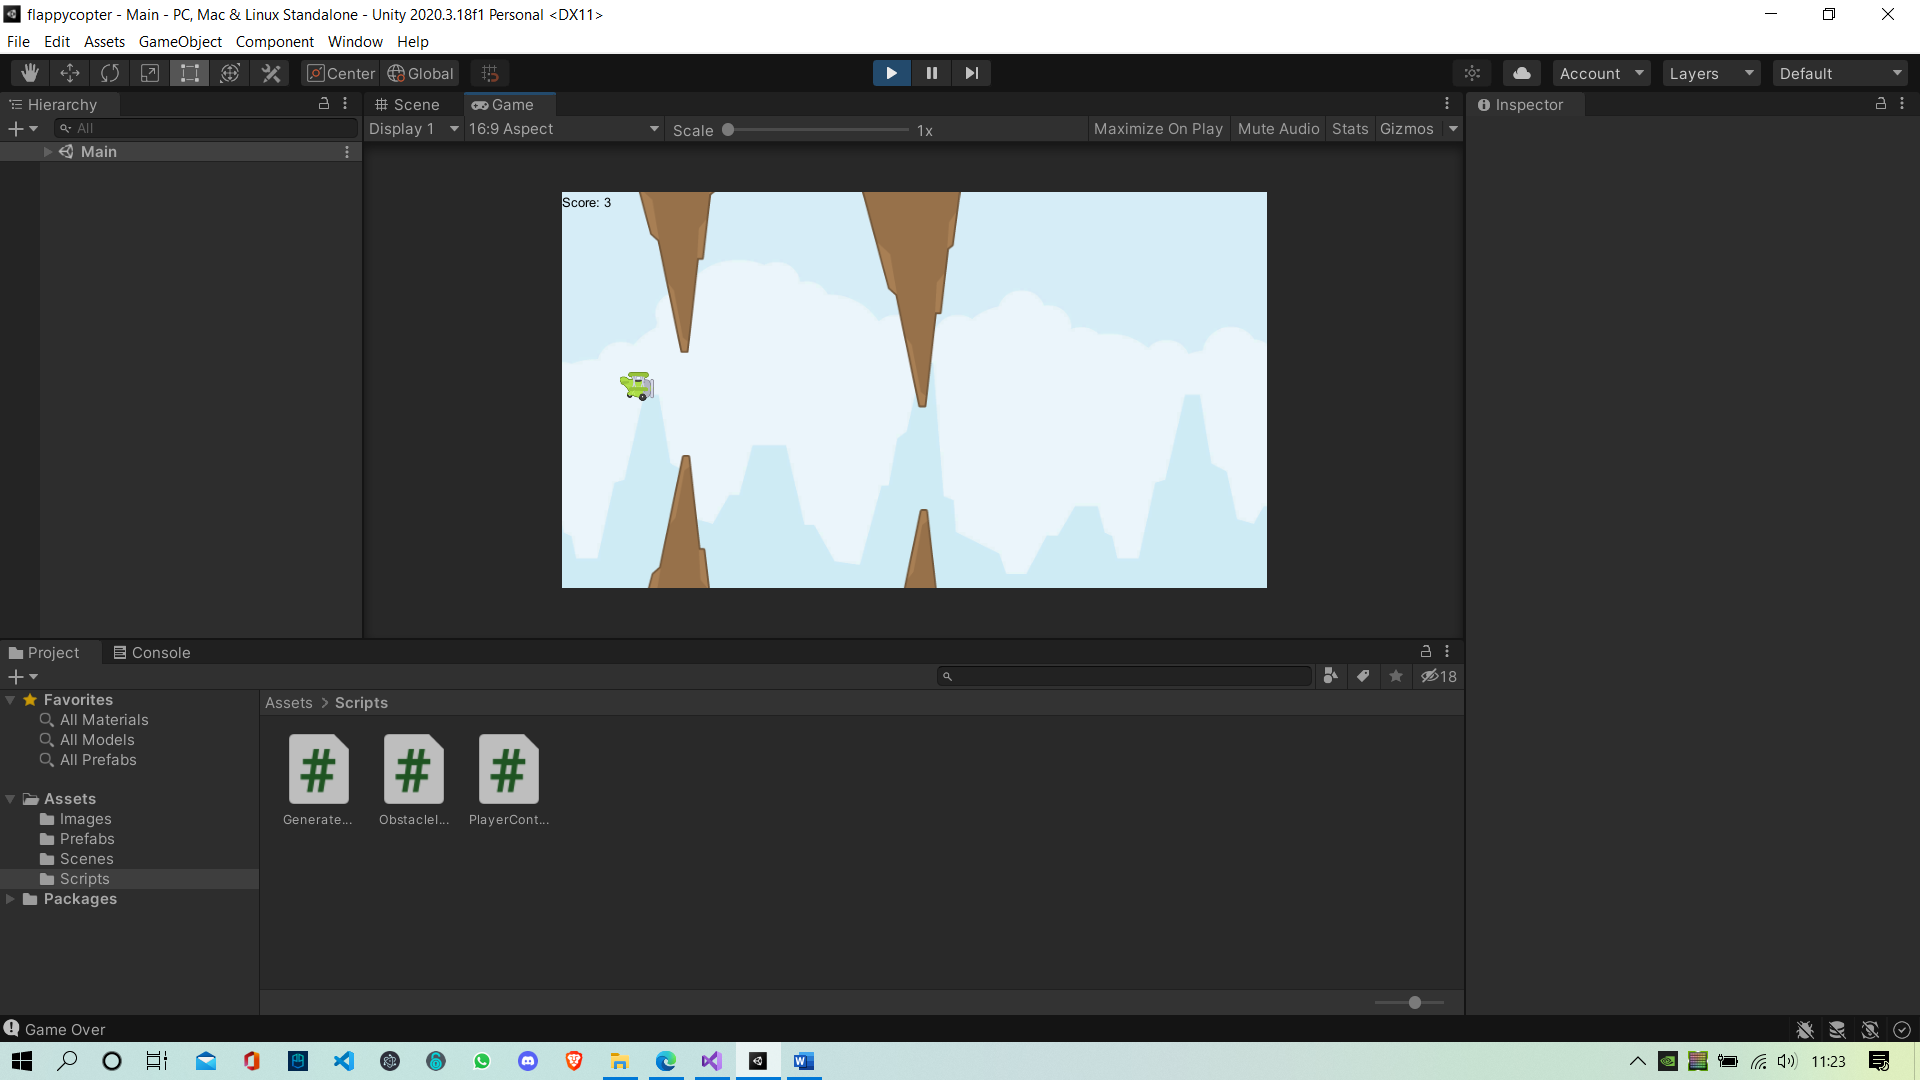 flappycopter - Main - PC, Mac & Linux Standalone - Unity 2020.3.18f1 Personal <DX11>
File Edit Assets GameObject Component Window Help
Center Global Account Layers Default
Hierarchy Scene Game Inspector
All Display 1 16:9 Aspect Scale 1x Maximize On Play Mute Audio Stats Gizmos
Main
Score: 3
Project Console
18
Favorites Assets > Scripts
All Materials
All Models
All Prefabs
Generate... ObstacleI... PlayerCont...
Assets
Images
Prefabs
Scenes
Scripts
Packages
Game Over
11:23